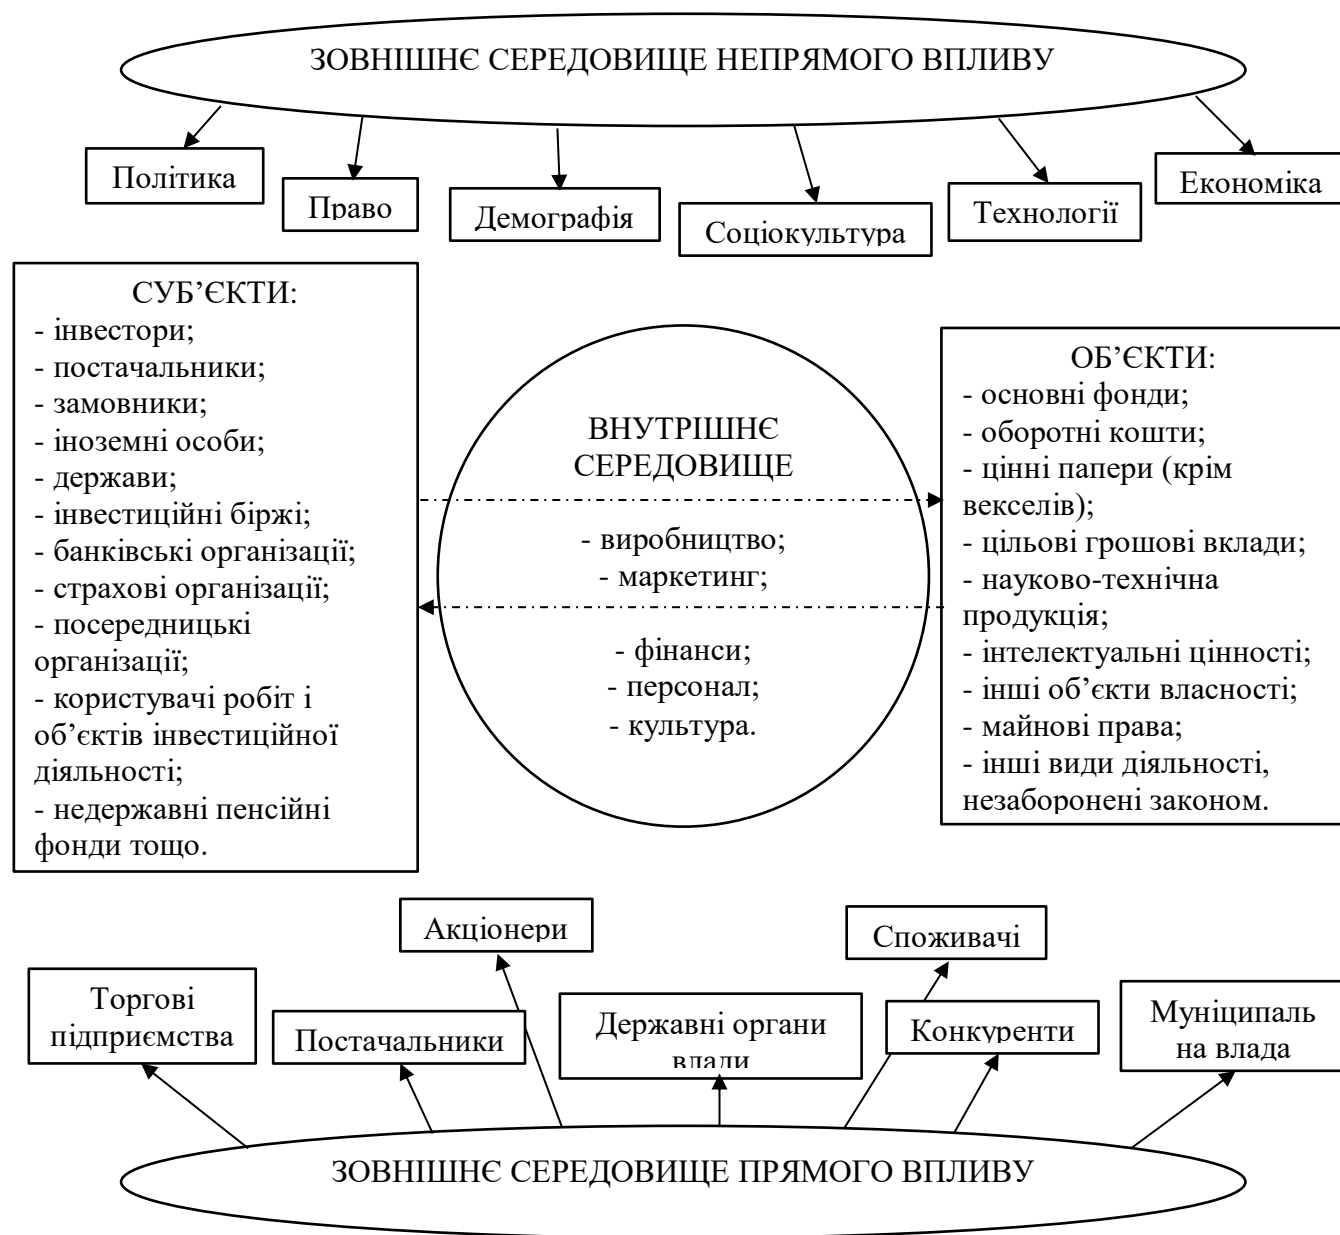 ЗОВНІШНЄ СЕРЕДОВИЩЕ НЕПРЯМОГО ВПЛИВУ
Політика
Право
Демографія
Соціокультура
Технології
Економіка
СУБ’ЄКТИ:
- інвестори;
- постачальники;
- замовники;
- іноземні особи;
- держави;
- інвестиційні біржі;
- банківські організації;
- страхові організації;
- посередницькі
організації;
- користувачі робіт і
об’єктів інвестиційної
діяльності;
- недержавні пенсійні
фонди тощо.
ВНУТРІШНЄ
СЕРЕДОВИЩЕ
- виробництво;
- маркетинг;
- фінанси;
- персонал;
- культура.
ОБ’ЄКТИ:
- основні фонди;
- оборотні кошти;
- цінні папери (крім
векселів);
- цільові грошові вклади;
- науково-технічна
продукція;
- інтелектуальні цінності;
- інші об’єкти власності;
- майнові права;
- інші види діяльності,
незаборонені законом.
Акціонери
Споживачі
Торгові
підприємства
Постачальники
Державні органи
влади
Конкуренти
Муніципаль
на влада
ЗОВНІШНЄ СЕРЕДОВИЩЕ ПРЯМОГО ВПЛИВУ